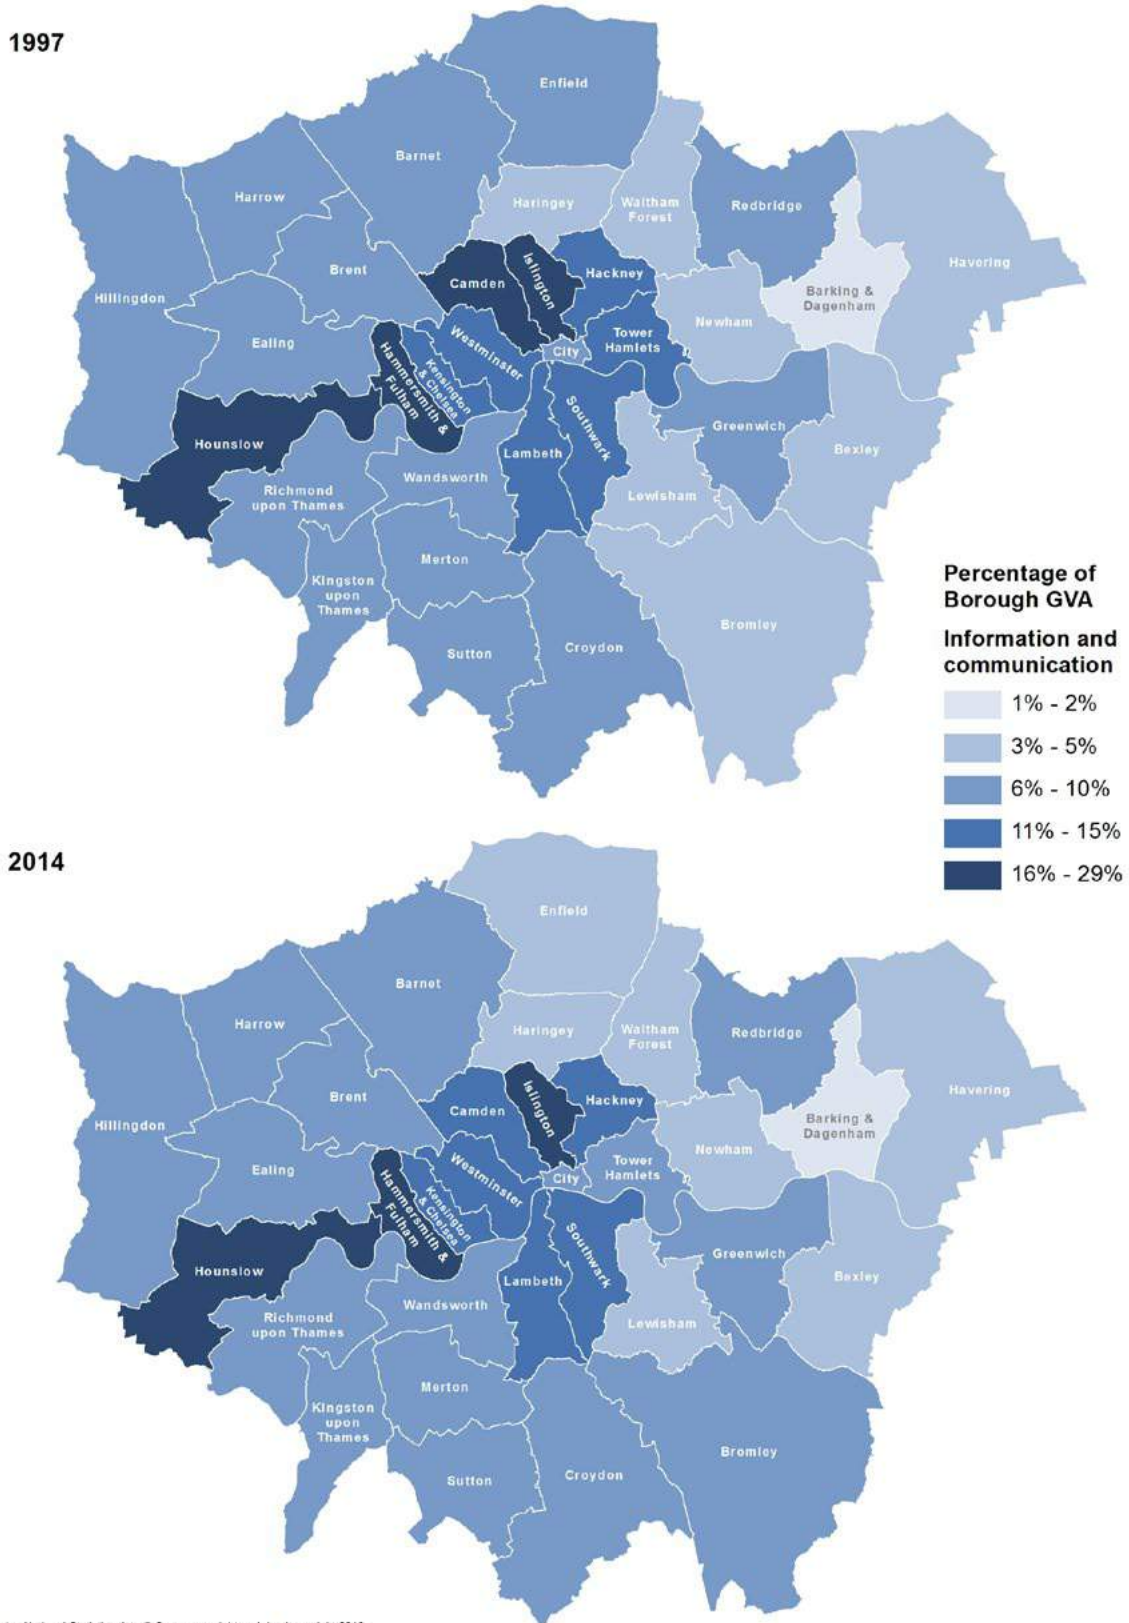 1997
Enfield
Barnet
Harrow
Haringey
Waltham
Forest
Redbridge
Havering
Brent
Hillingdon
Camden
Islington
Hackney
Barking &
Dagenham
Newham
Ealing
Westminster
City
Tower
Hamlets
Hammersmith &
Fulham
Kensington
& Chelsea
Hounslow
Lambeth
Southwark
Greenwich
Bexley
Richmond
upon Thames
Wandsworth
Lewisham
Merton
Kingston
upon
Thames
Sutton
Croydon
Bromley
Percentage of
Borough GVA
Information and
communication
1% - 2%
3% - 5%
6% - 10%
11% - 15%
16% - 29%
2014
Enfield
Barnet
Harrow
Haringey
Waltham
Forest
Redbridge
Havering
Brent
Hillingdon
Camden
Islington
Hackney
Barking &
Dagenham
Newham
Ealing
Westminster
City
Tower
Hamlets
Hammersmith &
Fulham
Kensington
& Chelsea
Hounslow
Lambeth
Southwark
Greenwich
Bexley
Richmond
upon Thames
Wandsworth
Lewisham
Merton
Kingston
upon
Thames
Sutton
Croydon
Bromley